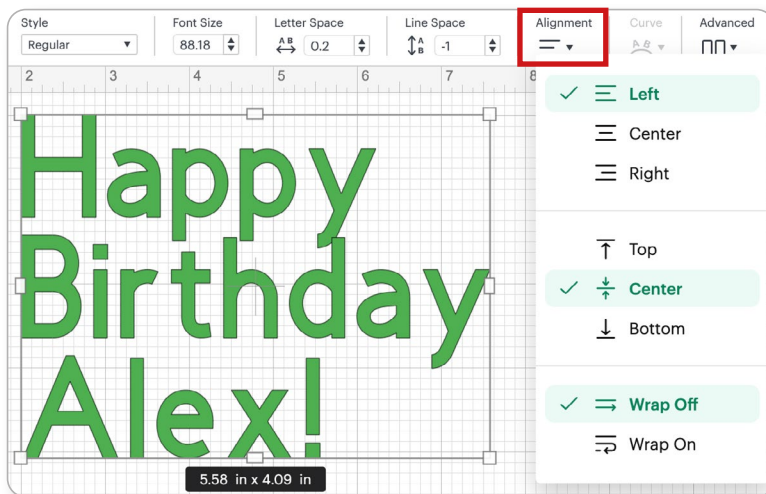 Style Font Size Letter Space Line Space Alignment Curve Advanced
Regular 88.18 A B 0.2 A B -1 A B
2 3 4 5 6 7 8
Left
Center
Right
Top
Center
Bottom
Wrap Off
Wrap On
Happy
Birthday
Alex!
5.58 in x 4.09 in